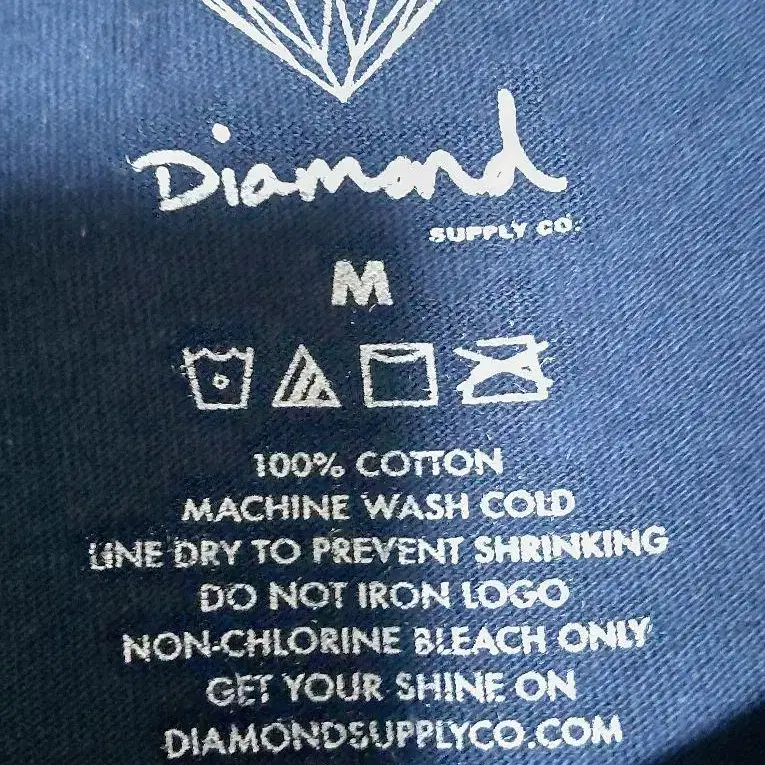 Diamond
SUPPLY CO.
M
100% COTTON
MACHINE WASH COLD
LINE DRY TO PREVENT SHRINKING
DO NOT IRON LOGO
NON-CHLORINE BLEACH ONLY
GET YOUR SHINE ON
DIAMONDSUPPLYCO.COM